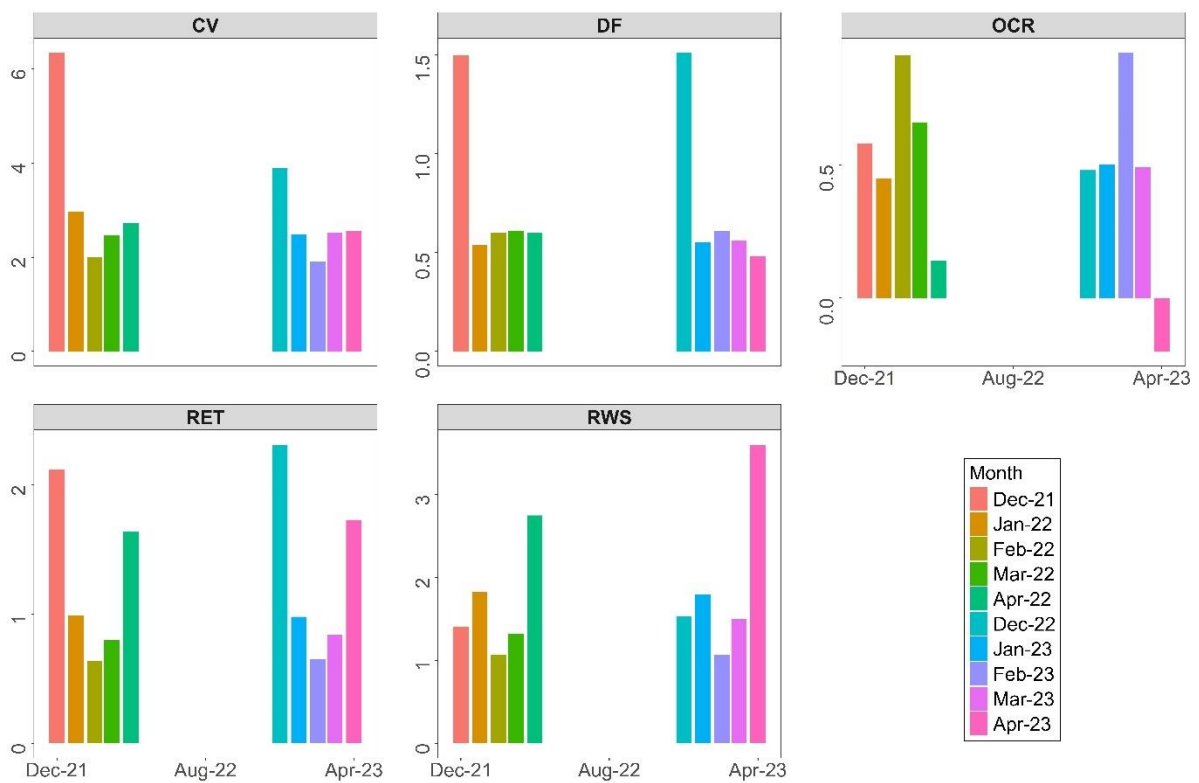 CV
6
4
2
0
DF
1.5
1.0
0.5
0.0
OCR
0.5
0.0
Dec-21 Aug-22 Apr-23
RET
2
1
0
Dec-21 Aug-22 Apr-23
RWS
3
2
1
0
Dec-21 Aug-22 Apr-23
Month
Dec-21
Jan-22
Feb-22
Mar-22
Apr-22
Dec-22
Jan-23
Feb-23
Mar-23
Apr-23